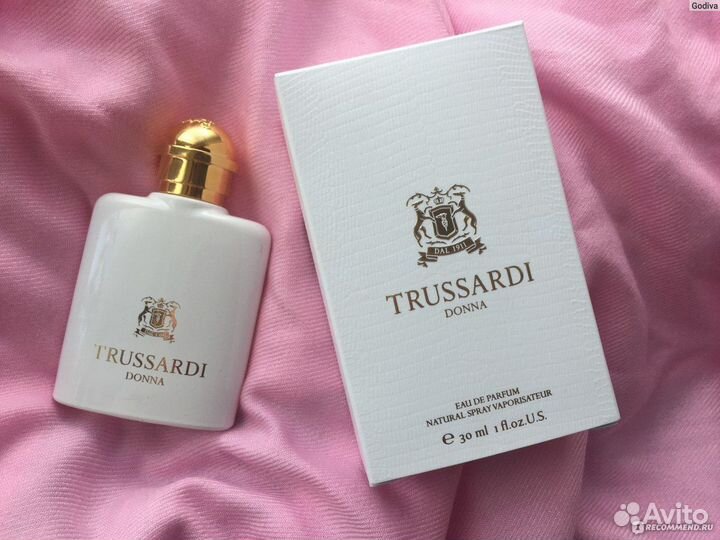 Godiva
TRUSSARDI
DONNA
DAL 1911
TRUSSARDI
DONNA
EAU DE PARFUM
NATURAL SPRAY VAPORISATEUR
e 30 ml 1 fl.oz.U.S.
Avito
RECOMMEND.RU